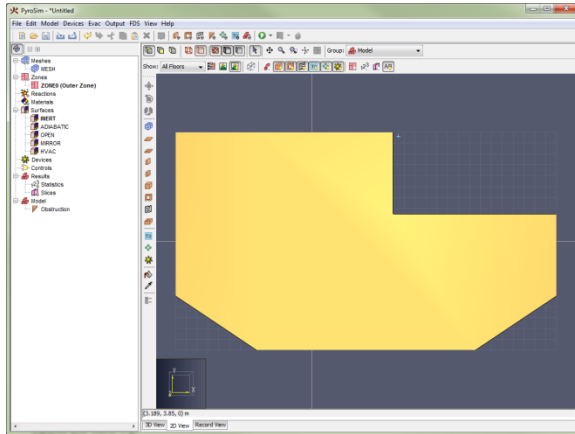 PyroSim - *Untitled
File Edit Model Devices Evac Output FDS View Help
Group: Model
Show: All Floors
Meshes
MESH
Zones
ZONE0 (Outer Zone)
Reactions
Materials
Surfaces
INERT
ADIABATIC
OPEN
MIRROR
HVAC
Devices
Controls
Results
Statistics
Slices
Model
Obstruction
Y
X
(3.189, 3.85, 0) m
3D View 2D View Record View